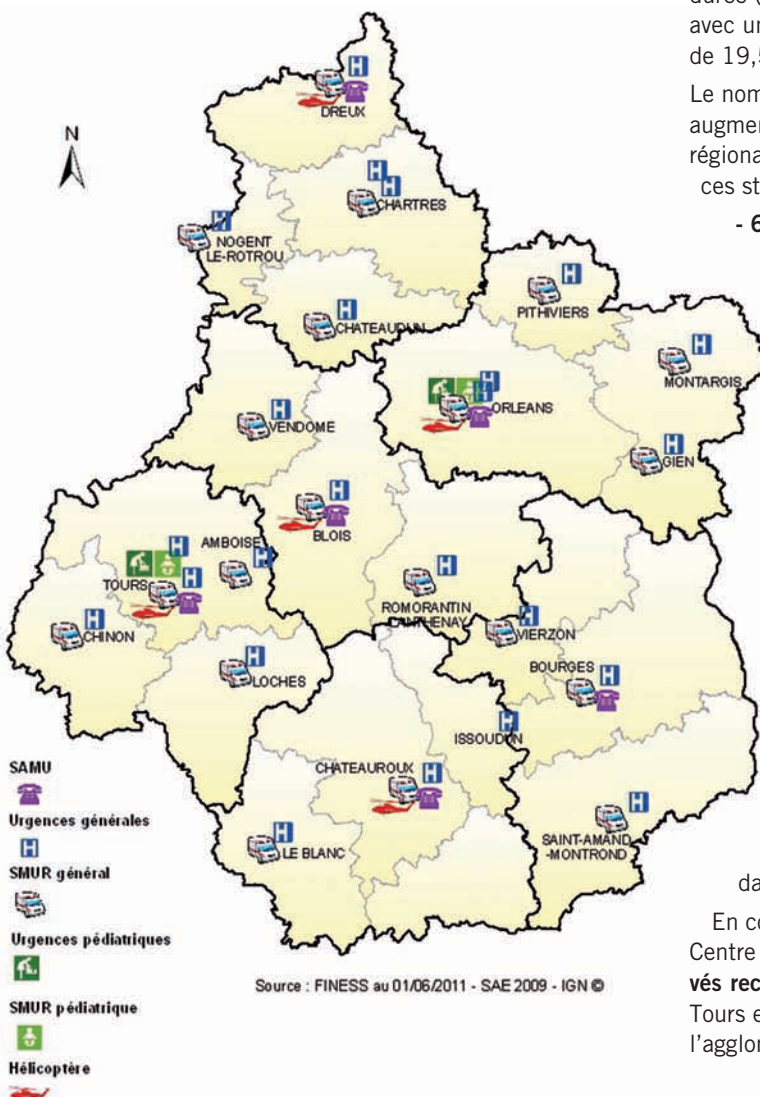 durée
avec un
de 19,5
Le nom
augmen
régiona
ces st
- 6
N
H
DREUX
H
H
CHARTRES
H
NOGENT
LE-ROTROU
H
CHATEAUDUN
H
PITHIVIERS
H
MONTARGIS
H
H
ORLEANS
H
VENDOME
H
GIEN
H
BLOIS
H
AMBOISE
H
H
TOURS
H
ROMORANTIN
LANTHENAY
H
VIERZON
H
CHINON
H
LOCHES
BOURGES
H
H
ISSOUDUN
CHATEAUROUX
H
H
LE BLANC
H
SAINT-AMAND
-MONTROND
SAMU
Urgences générales
H
SMUR général
Urgences pédiatriques
SMUR pédiatrique
Hélicoptère
Source : FINESS au 01/06/2011 - SAE 2009 - IGN ©
da
En co
Centre
vés rec
Tours e
l'agglor